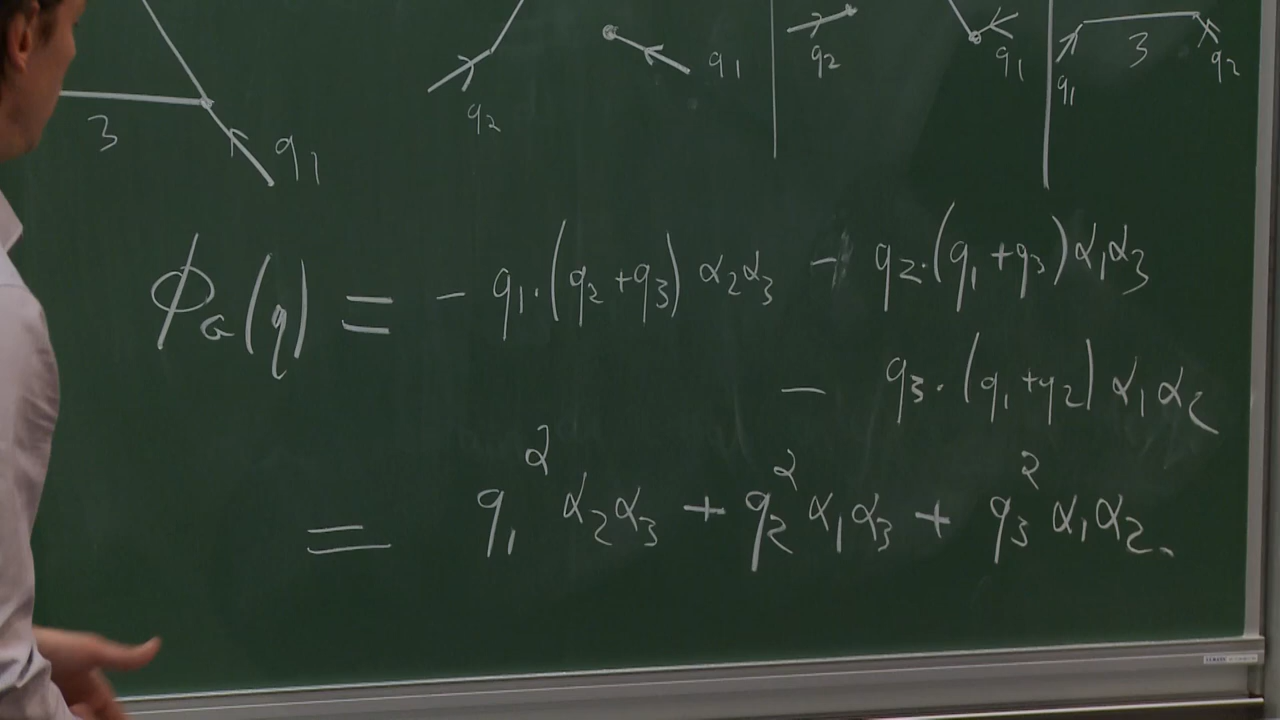 3 q₁ q₂ q₁ q₂ q₁ q₁ 3 q₂
ϕ_G(q) = - q₁·(q₂+q₃) α₂α₃ - q₂·(q₁+q₃)α₁α₃
- q₃·(q₁+q₂) α₁α₂
= q₁² α₂α₃ + q₂² α₁α₃ + q₃² α₁α₂.